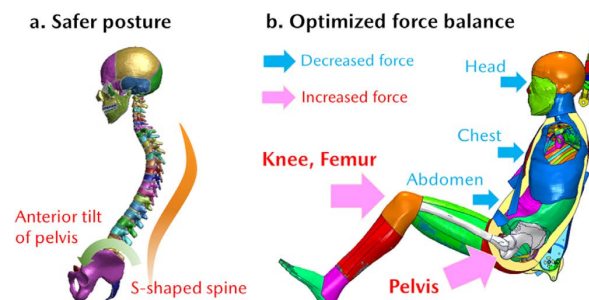 a. Safer posture
Anterior tilt
of pelvis
S-shaped spine
b. Optimized force balance
Decreased force
Increased force
Head
Chest
Knee, Femur
Abdomen
Pelvis